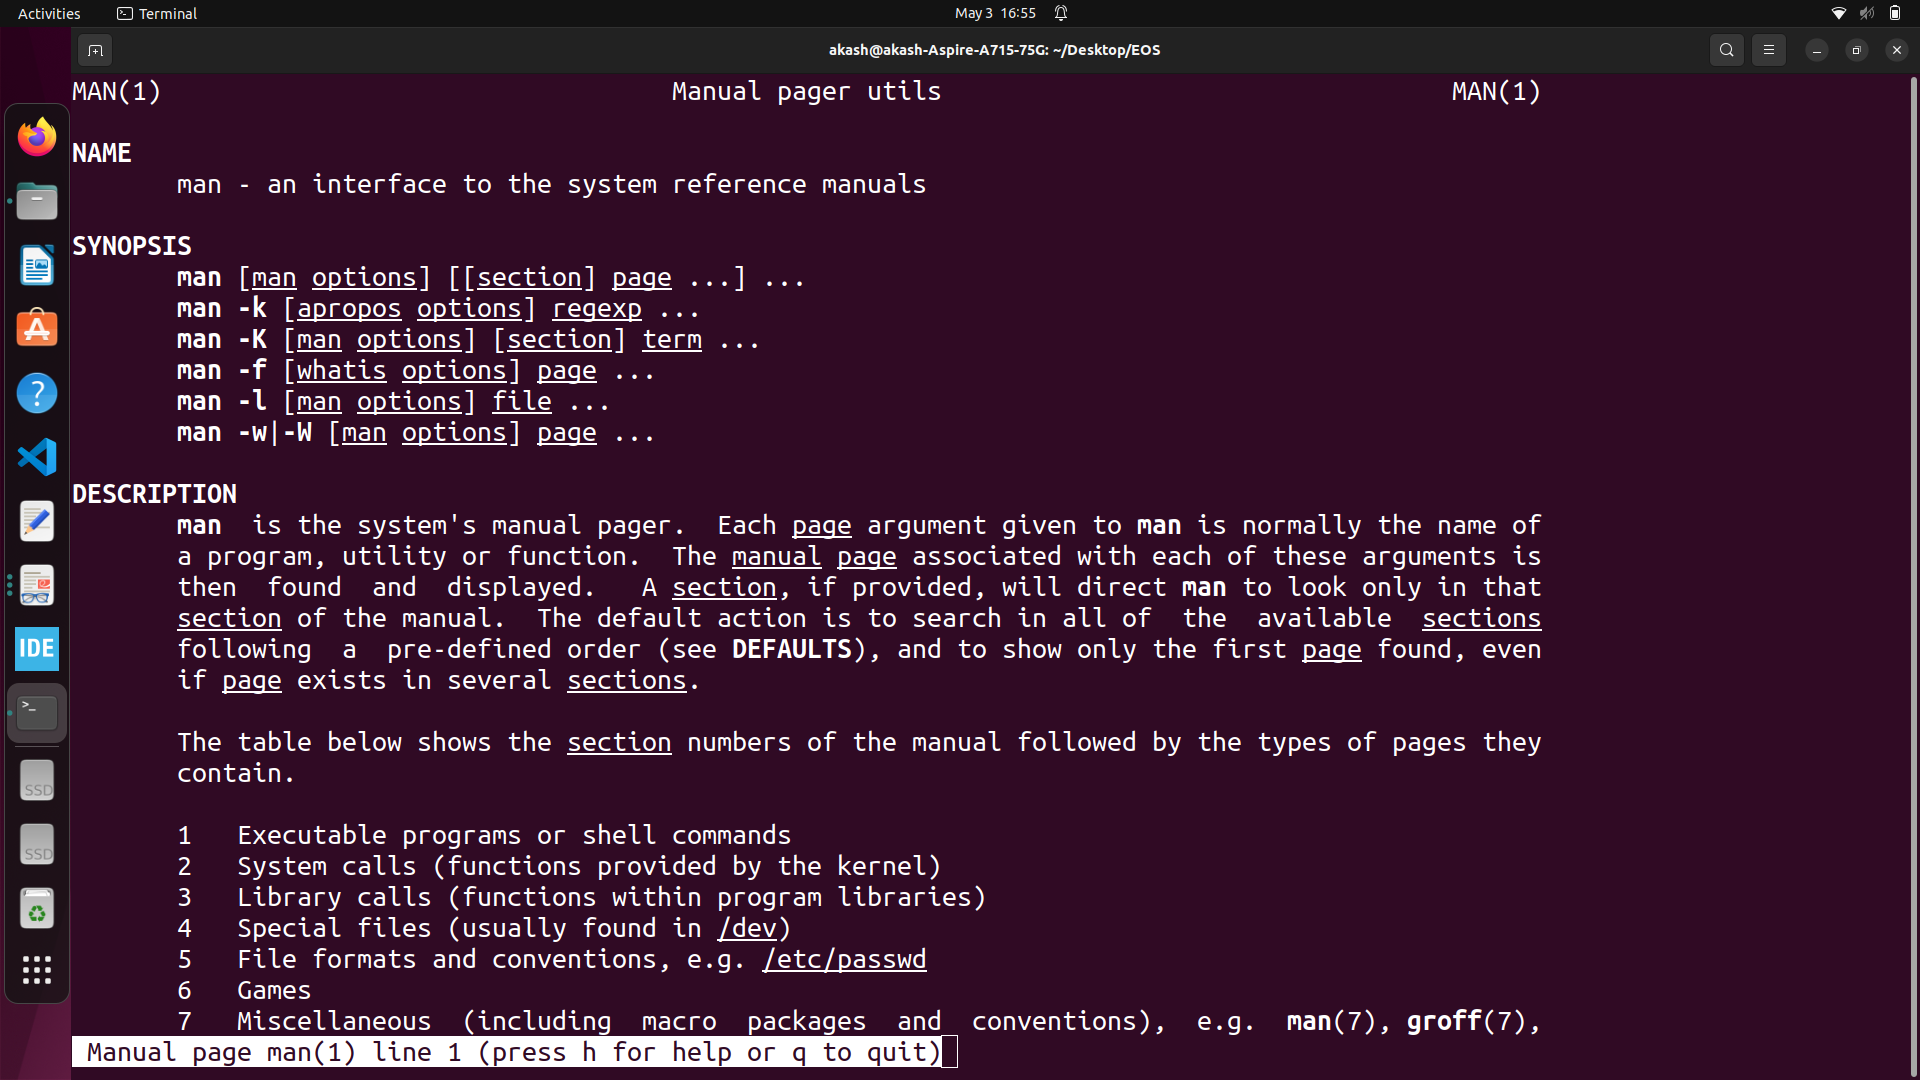 Activities Terminal May 3 16:55
akash@akash-Aspire-A715-75G: ~/Desktop/EOS
MAN(1) Manual pager utils MAN(1)
NAME
man - an interface to the system reference manuals
SYNOPSIS
man [man options] [[section] page ...] ...
man -k [apropos options] regexp ...
man -K [man options] [section] term ...
man -f [whatis options] page ...
man -l [man options] file ...
man -w|-W [man options] page ...
DESCRIPTION
man is the system's manual pager. Each page argument given to man is normally the name of
a program, utility or function. The manual page associated with each of these arguments is
then found and displayed. A section, if provided, will direct man to look only in that
section of the manual. The default action is to search in all of the available sections
following a pre-defined order (see DEFAULTS), and to show only the first page found, even
if page exists in several sections.
The table below shows the section numbers of the manual followed by the types of pages they
contain.
1 Executable programs or shell commands
2 System calls (functions provided by the kernel)
3 Library calls (functions within program libraries)
4 Special files (usually found in /dev)
5 File formats and conventions, e.g. /etc/passwd
6 Games
7 Miscellaneous (including macro packages and conventions), e.g. man(7), groff(7),
Manual page man(1) line 1 (press h for help or q to quit)
IDE
>_
SSD
SSD